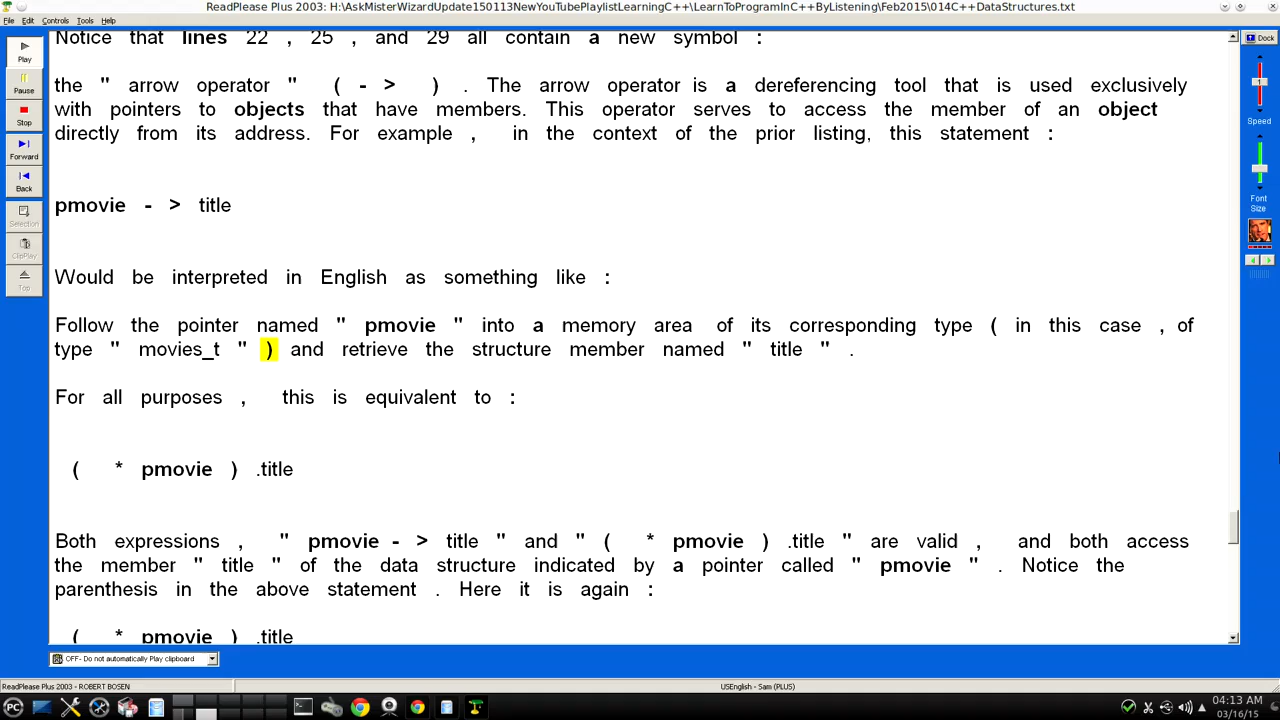 ReadPlease Plus 2003: H:\AskMisterWizardUpdate150113NewYouTubePlaylistLearningC++\LearnToProgramInC++ByListening\Feb2015\014C++DataStructures.txt
File Edit Controls Tools Help
Play
Pause
Stop
Forward
Back
Selection
ClipPlay
Top
Notice that lines 22 , 25 , and 29 all contain a new symbol :
the " arrow operator " ( - > ) . The arrow operator is a dereferencing tool that is used exclusively
with pointers to objects that have members. This operator serves to access the member of an object
directly from its address. For example , in the context of the prior listing, this statement :
pmovie - > title
Would be interpreted in English as something like :
Follow the pointer named " pmovie " into a memory area of its corresponding type ( in this case , of
type " movies_t " ) and retrieve the structure member named " title " .
For all purposes , this is equivalent to :
( * pmovie ) .title
Both expressions , " pmovie - > title " and " ( * pmovie ) .title " are valid , and both access
the member " title " of the data structure indicated by a pointer called " pmovie " . Notice the
parenthesis in the above statement . Here it is again :
( * pmovie ) .title
Dock
Speed
Font
Size
OFF- Do not automatically Play clipboard
ReadPlease Plus 2003 - ROBERT BOSEN
USEnglish - Sam (PLUS)
04:13 AM
03/16/15